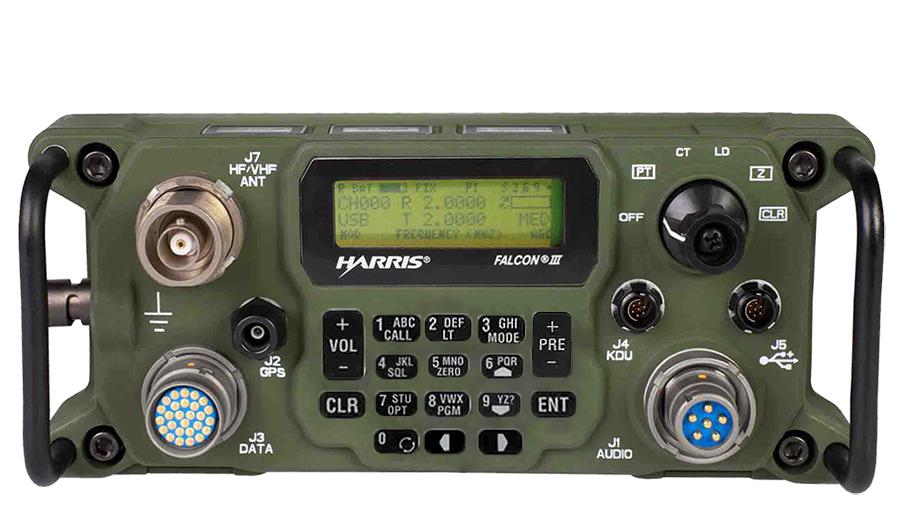 J7
HF/VHF
ANT
R BAT FIX PT S369+
CH000 R 2.0000 Z
USB T 2.0000 MED
MOD FREQUENCY (MHZ) AGC
HARRIS®
FALCON® III
CT LD
PT Z
OFF CLR
J4
KDU
J5
J2
GPS
J3
DATA
J1
AUDIO
+
VOL
-
1 ABC
CALL
2 DEF
LT
3 GHI
MODE
+
PRE
-
4 JKL
SQL
5 MNO
ZERO
6 PQR
CLR
7 STU
OPT
8 VWX
PGM
9 YZ?
ENT
0